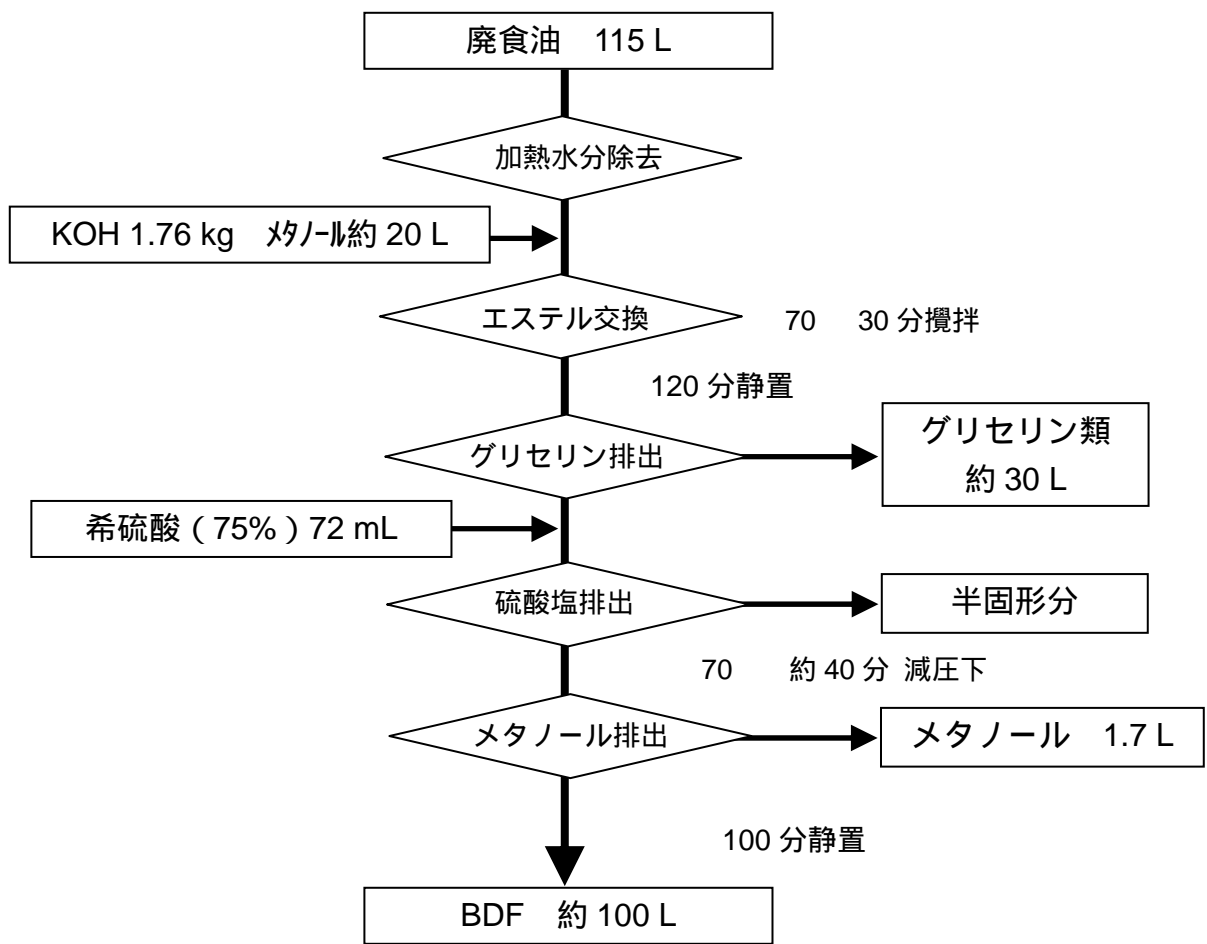 廃食油　115 L
加熱水分除去
KOH 1.76 kg　ﾒﾀﾉｰﾙ約 20 L
エステル交換
70　30 分攪拌
120 分静置
グリセリン排出
グリセリン類
約 30 L
希硫酸（75%）72 mL
硫酸塩排出
半固形分
70　約 40 分 減圧下
メタノール排出
メタノール　1.7 L
100 分静置
BDF　約 100 L